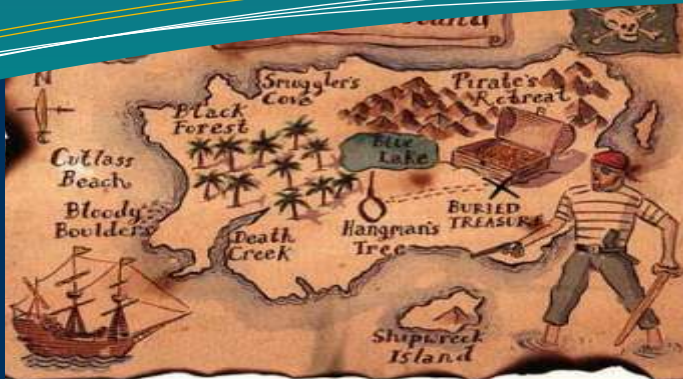 N
Smuggler's
Cove
Pirate's
Retreat
Black
Forest
Blue
Lake
Cutlass
Beach
Bloody
Boulders
BURIED
TREASURE
Death
Creek
Hangman's
Tree
Shipwreck
Island